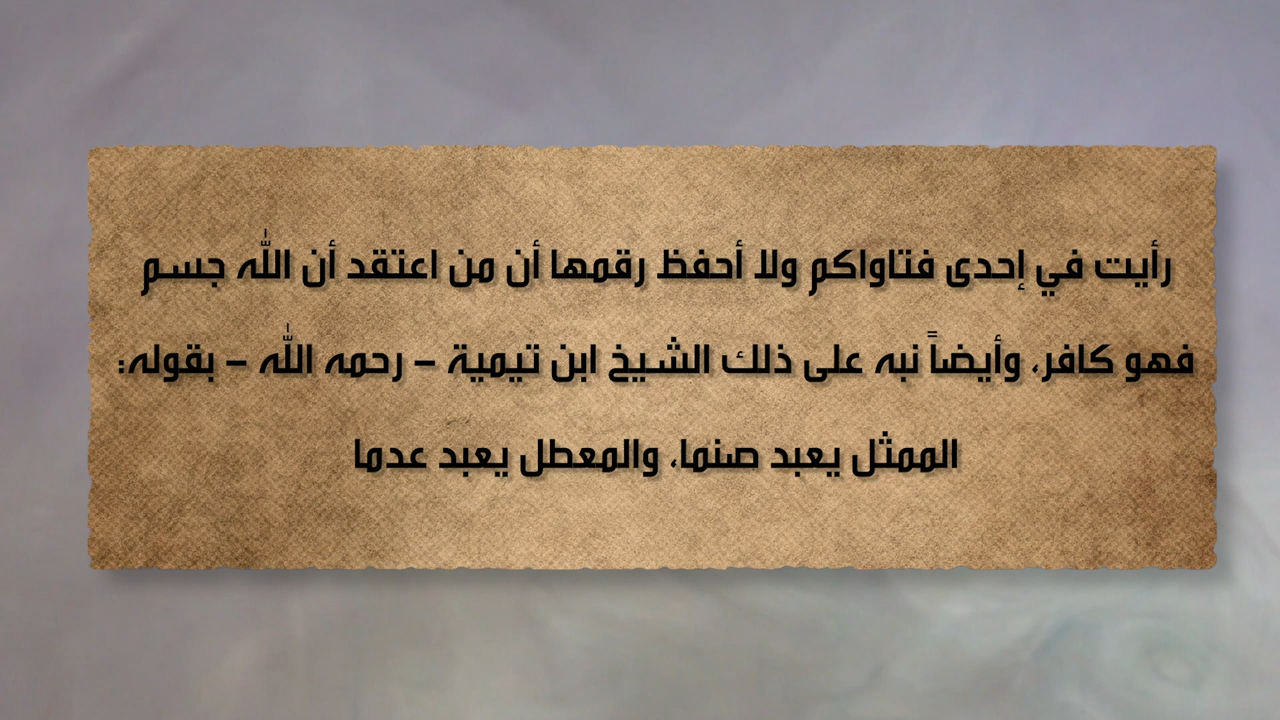 رأيت في إحدى فتاواكم ولا أحفظ رقمها أن من اعتقد أن الله جسم
فهو كافر، وأيضاً نبه على ذلك الشيخ ابن تيمية – رحمه الله – بقوله:
الممثل يعبد صنما، والمعطل يعبد عدما